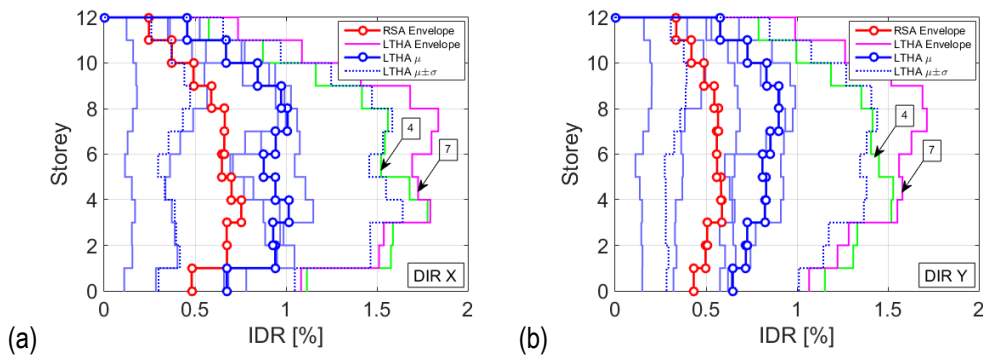 12
10
8
6
4
2
0
Storey
0
0.5
1
1.5
2
IDR [%]
RSA Envelope
LTHA Envelope
LTHA μ
LTHA μ±σ
4
7
DIR X
(a)
12
10
8
6
4
2
0
Storey
0
0.5
1
1.5
2
IDR [%]
RSA Envelope
LTHA Envelope
LTHA μ
LTHA μ±σ
4
7
DIR Y
(b)